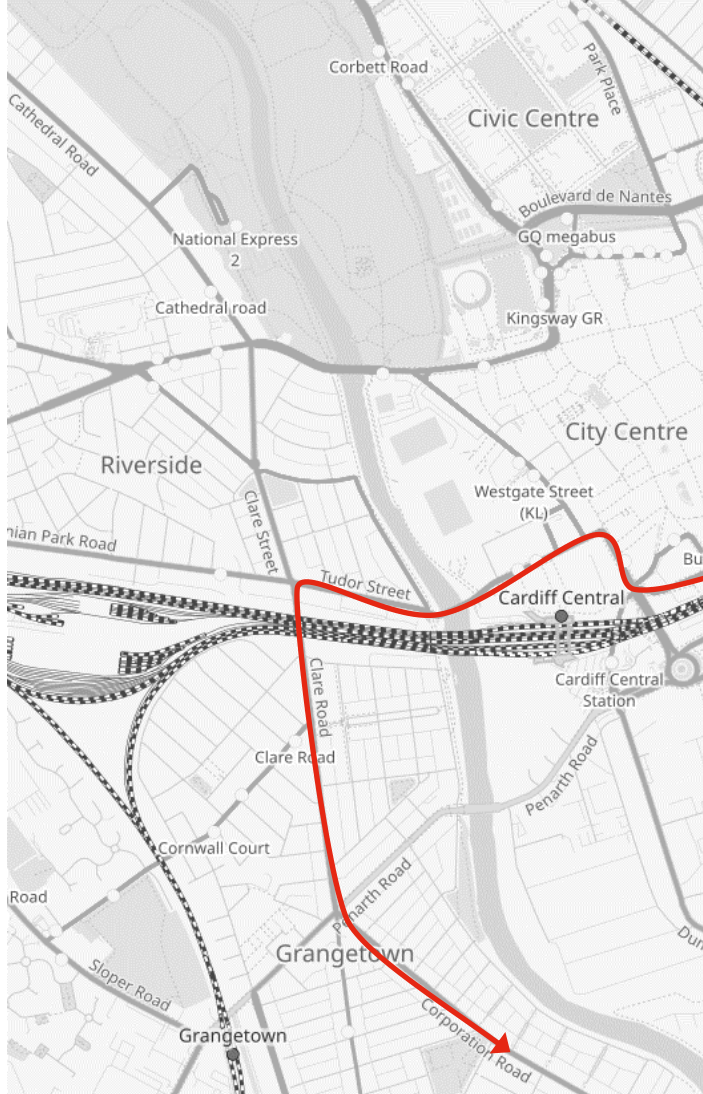 Corbett Road
Park Place
Civic Centre
Cathedral Road
Boulevard de Nantes
National Express
2
GQ megabus
Cathedral road
Kingsway GR
City Centre
Riverside
Westgate Street
(KL)
Clare Street
nian Park Road
Bu
Tudor Street
Cardiff Central
Clare Road
Cardiff Central
Station
Clare Road
Penarth Road
Cornwall Court
Road
Penarth Road
Dum
Grangetown
Sloper Road
Corporation Road
Grangetown